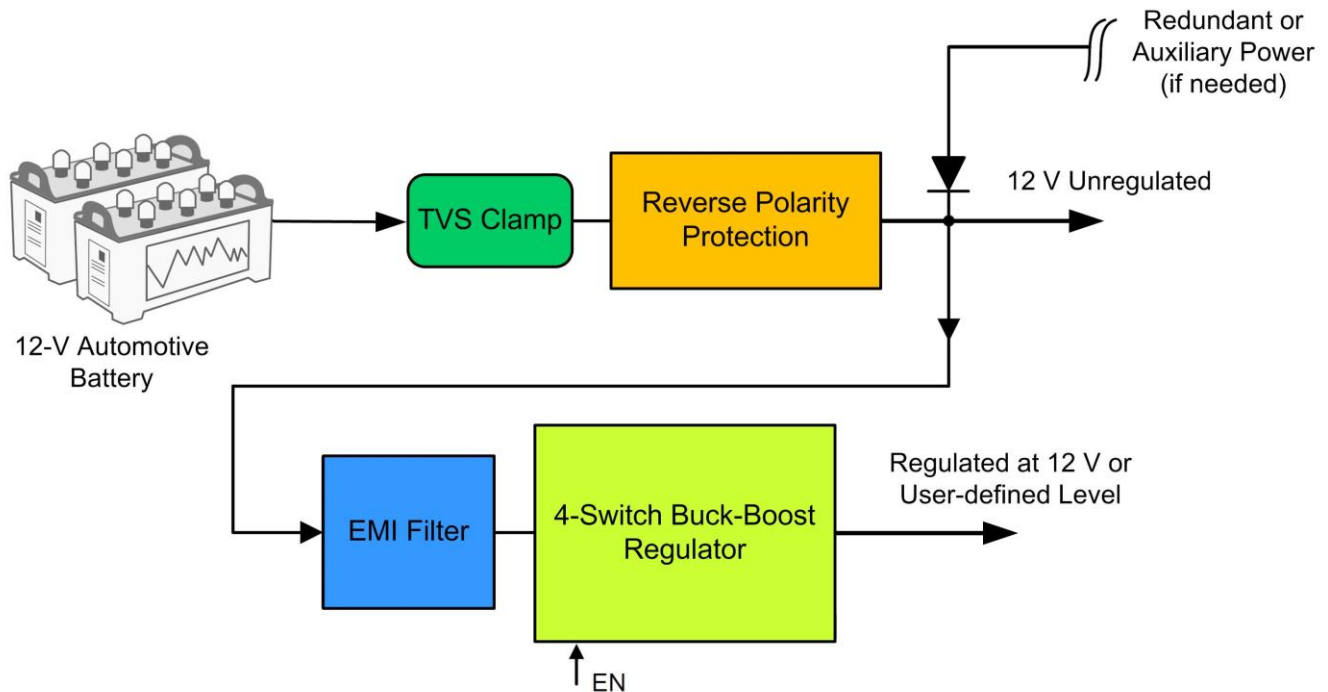 Redundant or
Auxiliary Power
(if needed)
12 V Unregulated
TVS Clamp
Reverse Polarity
Protection
12-V Automotive
Battery
EMI Filter
4-Switch Buck-Boost
Regulator
Regulated at 12 V or
User-defined Level
EN